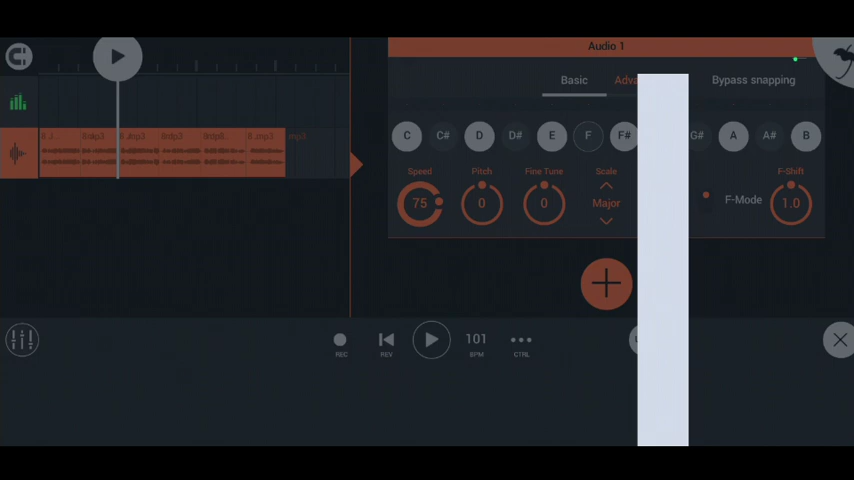 Audio 1
Basic
Bypass snapping
C C# D D# E F F# G# A A# B
Speed Pitch Fine Tune Scale F-Shift
75 0 0 Major F-Mode 1.0
REC REV 101 BPM CTRL